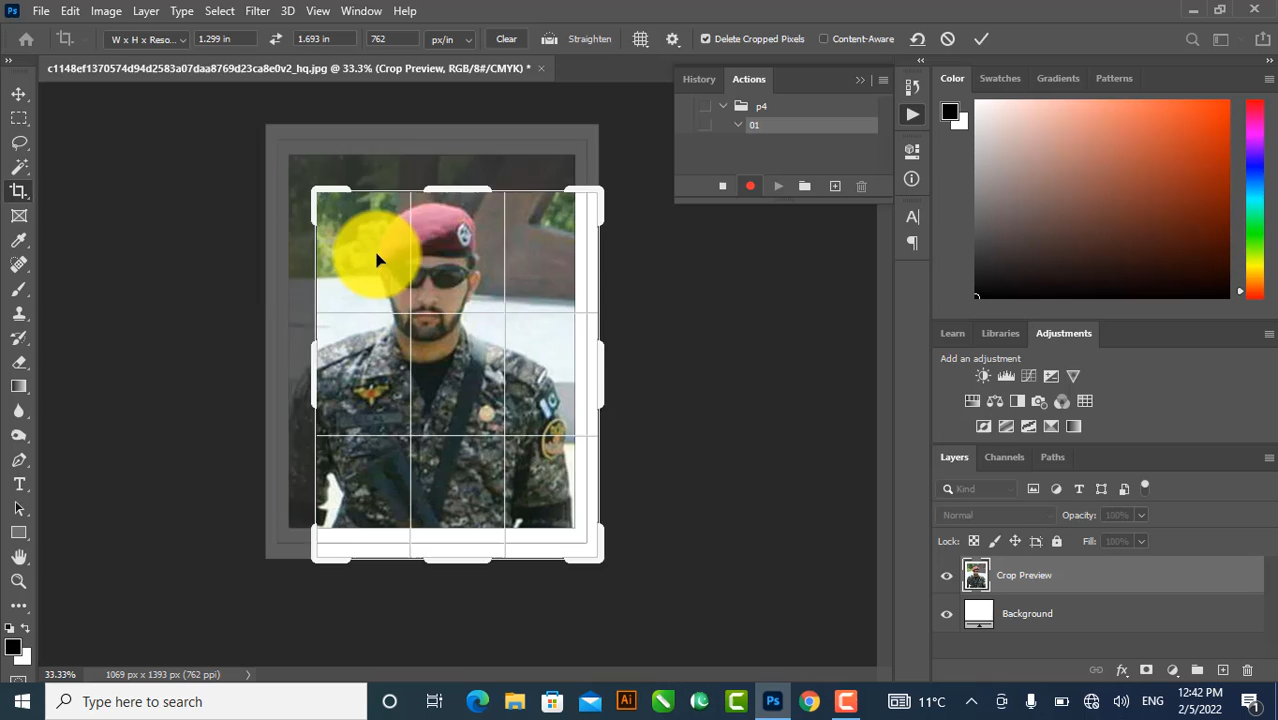 Ps File Edit Image Layer Type Select Filter 3D View Window Help
W x H x Reso... 1.299 in 1.693 in 762 px/in Clear Straighten Delete Cropped Pixels Content-Aware
c1148ef1370574d94d2583a07daa8769d23ca8e0v2_hq.jpg @ 33.3% (Crop Preview, RGB/8#/CMYK) *
History Actions
p4
01
Color Swatches Gradients Patterns
Learn Libraries Adjustments
Add an adjustment
Layers Channels Paths
Kind
Normal Opacity: 100%
Lock: Fill: 100%
Crop Preview
Background
33.33% 1069 px x 1393 px (762 ppi)
Type here to search
Ai Ps 11°C ENG 12:42 PM
2/5/2022
1